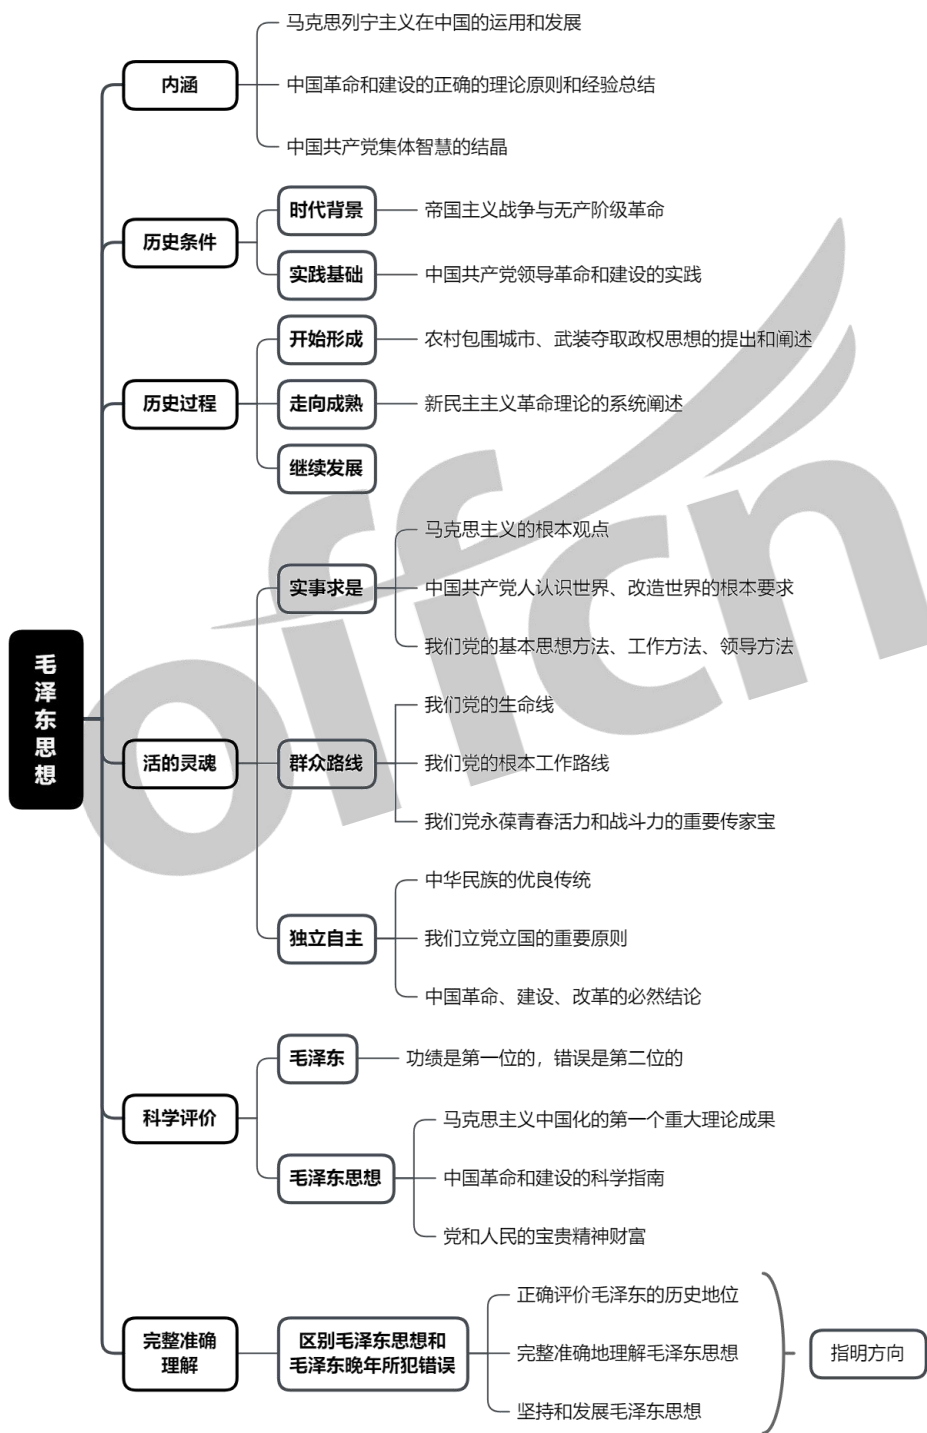 毛泽东思想
内涵
马克思列宁主义在中国的运用和发展
中国革命和建设的正确的理论原则和经验总结
中国共产党集体智慧的结晶
历史条件
时代背景
帝国主义战争与无产阶级革命
实践基础
中国共产党领导革命和建设的实践
历史过程
开始形成
农村包围城市、武装夺取政权思想的提出和阐述
走向成熟
新民主主义革命理论的系统阐述
继续发展
活的灵魂
实事求是
马克思主义的根本观点
中国共产党人认识世界、改造世界的根本要求
我们党的基本思想方法、工作方法、领导方法
群众路线
我们党的生命线
我们党的根本工作路线
我们党永葆青春活力和战斗力的重要传家宝
独立自主
中华民族的优良传统
我们立党立国的重要原则
中国革命、建设、改革的必然结论
科学评价
毛泽东
功绩是第一位的，错误是第二位的
毛泽东思想
马克思主义中国化的第一个重大理论成果
中国革命和建设的科学指南
党和人民的宝贵精神财富
完整准确
理解
区别毛泽东思想和
毛泽东晚年所犯错误
正确评价毛泽东的历史地位
完整准确地理解毛泽东思想
坚持和发展毛泽东思想
指明方向
offcn